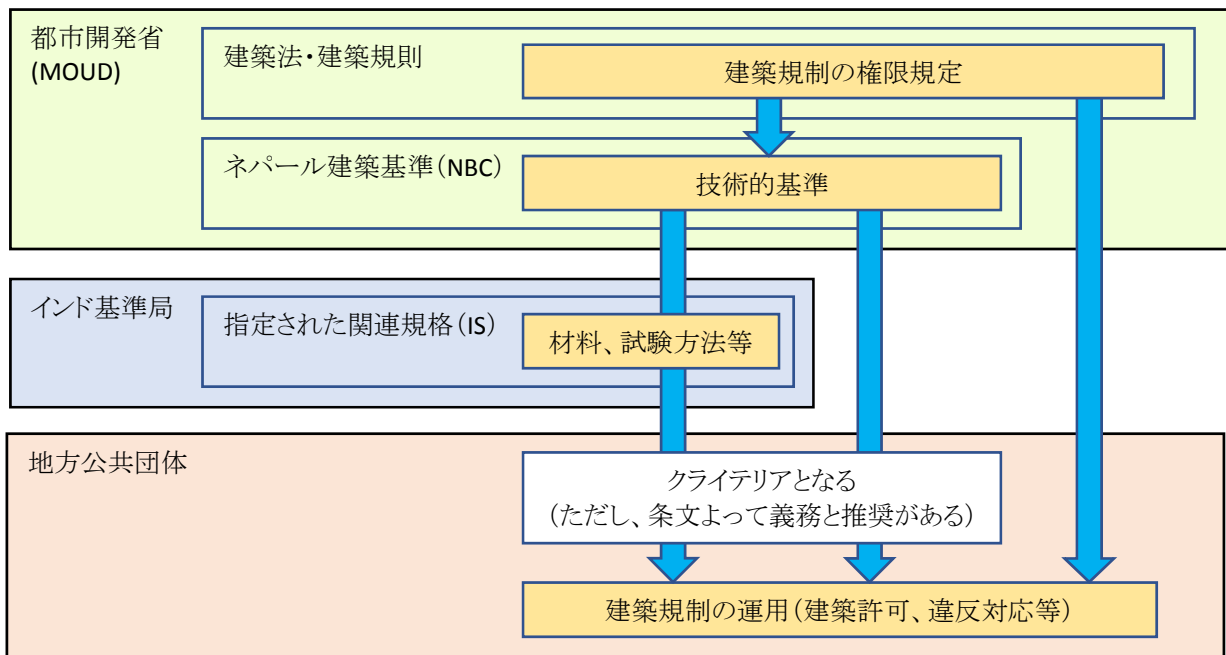 都市開発省
(MOUD)
建築法・建築規則
建築規制の権限規定
ネパール建築基準(NBC)
技術的基準
インド基準局
指定された関連規格(IS)
材料、試験方法等
地方公共団体
クライテリアとなる
(ただし、条文よって義務と推奨がある)
建築規制の運用(建築許可、違反対応等)